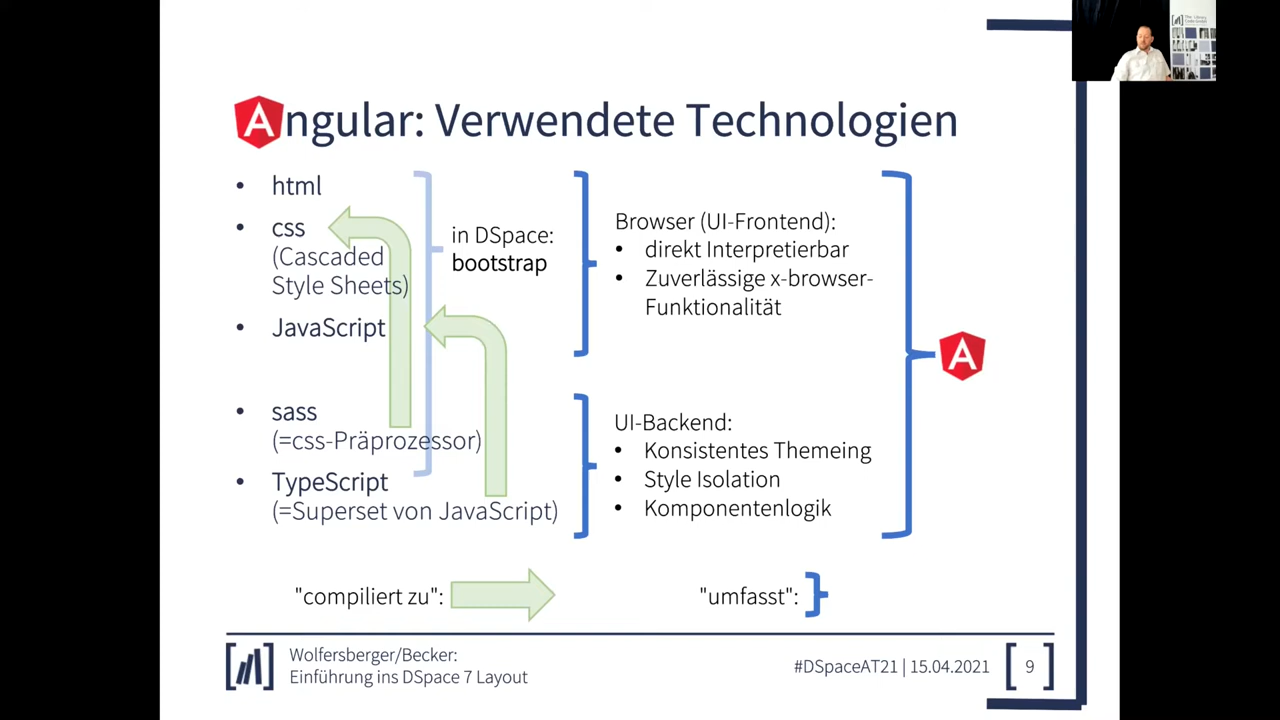 Angular: Verwendete Technologien
• html
• css
(Cascaded
Style Sheets)
• JavaScript
• sass
(=css-Präprozessor)
• TypeScript
(=Superset von JavaScript)
in DSpace:
bootstrap
Browser (UI-Frontend):
• direkt Interpretierbar
• Zuverlässige x-browser-
Funktionalität
UI-Backend:
• Konsistentes Themeing
• Style Isolation
• Komponentenlogik
A
"compiliert zu":
"umfasst":
Wolfersberger/Becker:
Einführung ins DSpace 7 Layout
#DSpaceAT21 | 15.04.2021
9